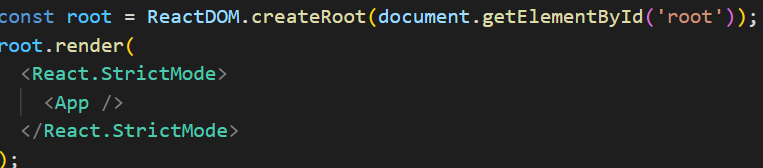 const root = ReactDOM.createRoot(document.getElementById('root'));
root.render(
  <React.StrictMode>
    <App />
  </React.StrictMode>
);